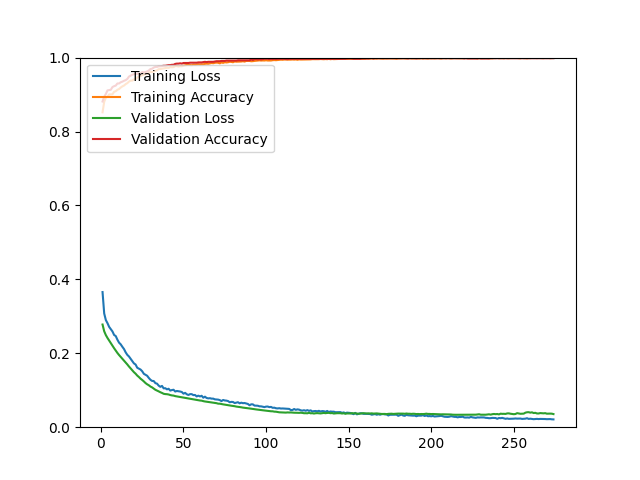 1.0
0.8
0.6
0.4
0.2
0.0
Training Loss
Training Accuracy
Validation Loss
Validation Accuracy
0 50 100 150 200 250